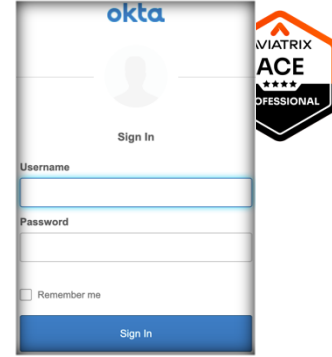 okta
Sign In
Username
Password
Remember me
Sign In
VIATRIX
ACE
OFESSIONAL